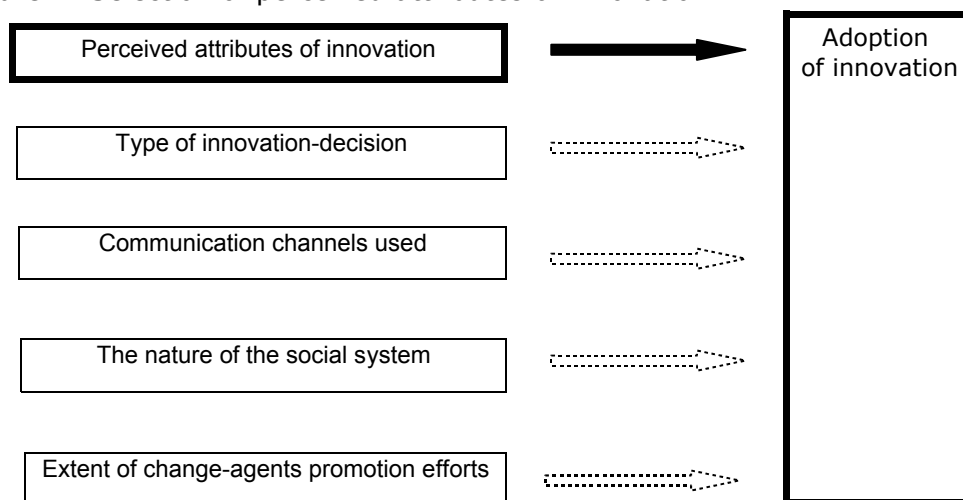 Perceived attributes of innovation
Adoption
of innovation
Type of innovation-decision
Communication channels used
The nature of the social system
Extent of change-agents promotion efforts